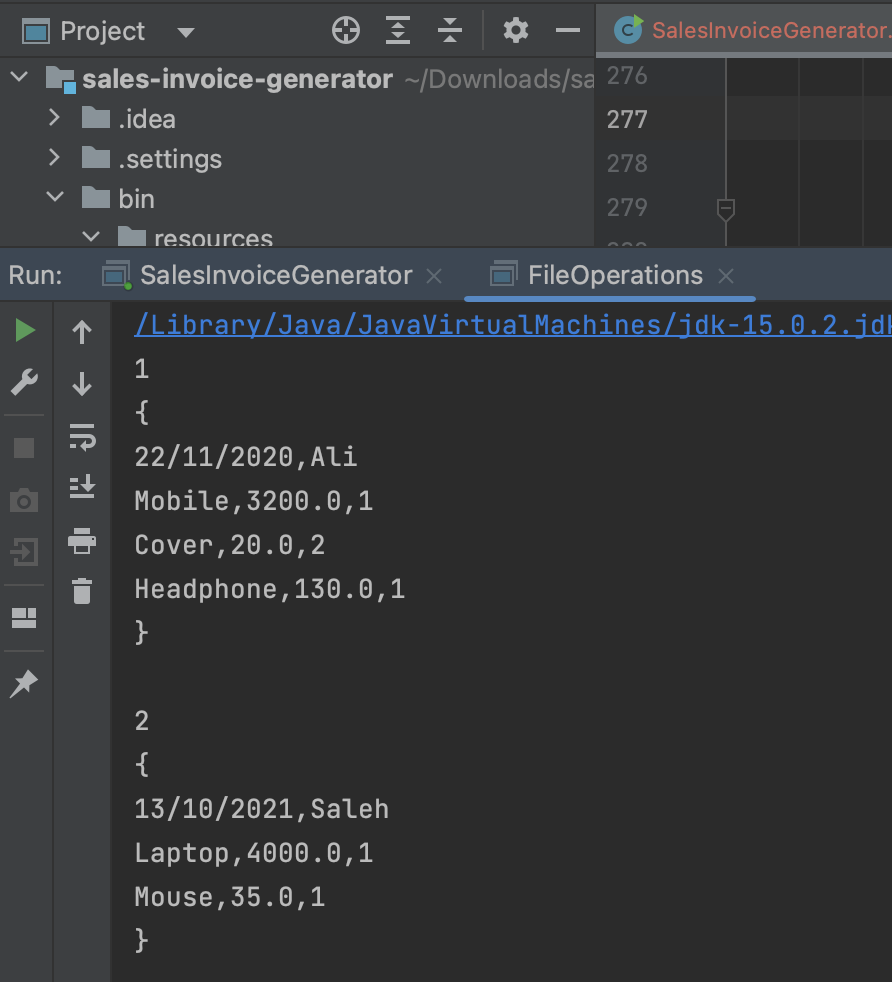 Project
SalesInvoiceGenerator.
sales-invoice-generator ~/Downloads/sa
.idea
.settings
bin
resources
276
277
278
279
Run: SalesInvoiceGenerator FileOperations
/Library/Java/JavaVirtualMachines/jdk-15.0.2.jdk
1
{
22/11/2020,Ali
Mobile,3200.0,1
Cover,20.0,2
Headphone,130.0,1
}
2
{
13/10/2021,Saleh
Laptop,4000.0,1
Mouse,35.0,1
}